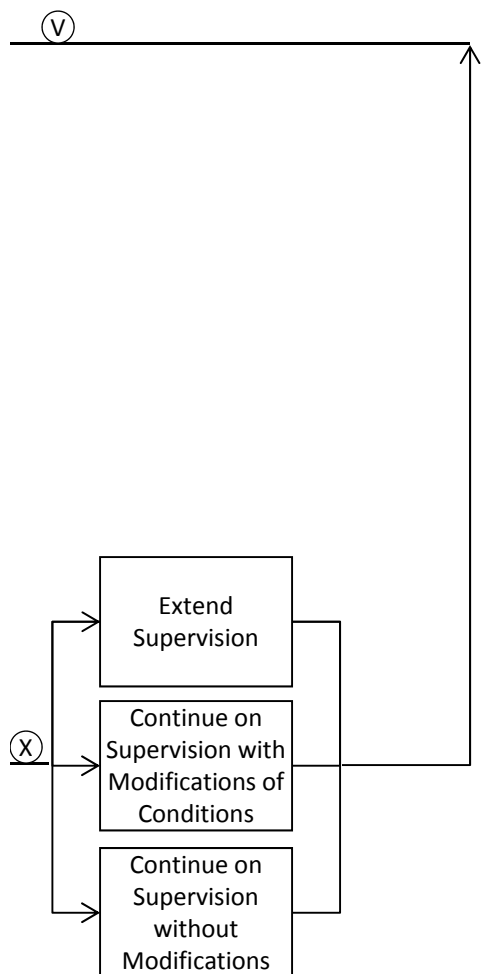 V
Extend
Supervision
X
Continue on
Supervision with
Modifications of
Conditions
Continue on
Supervision
without
Modifications